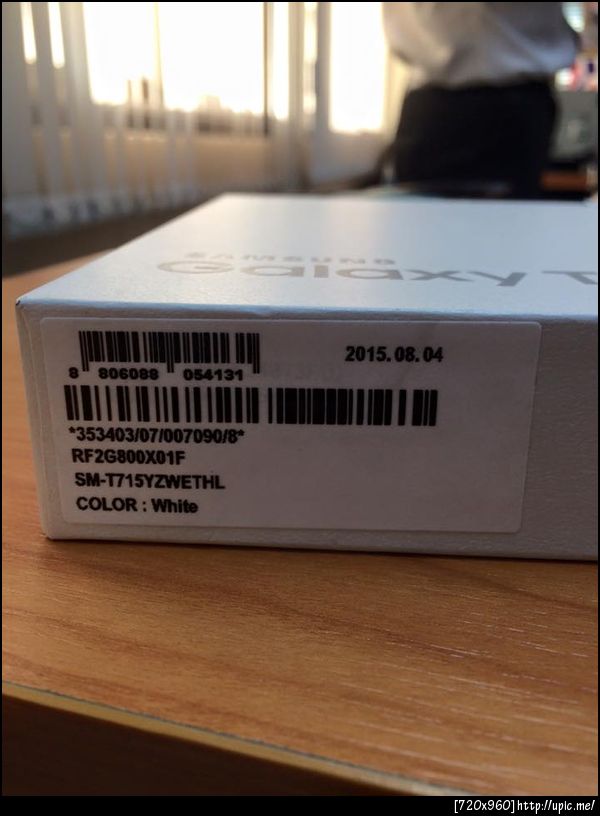 SAMSUNG
Galaxy T
2015.08.04
8 806088 054131
*353403/07/007090/8*
RF2G800X01F
SM-T715YZWETHL
COLOR : White
[720x960]http://upic.me/